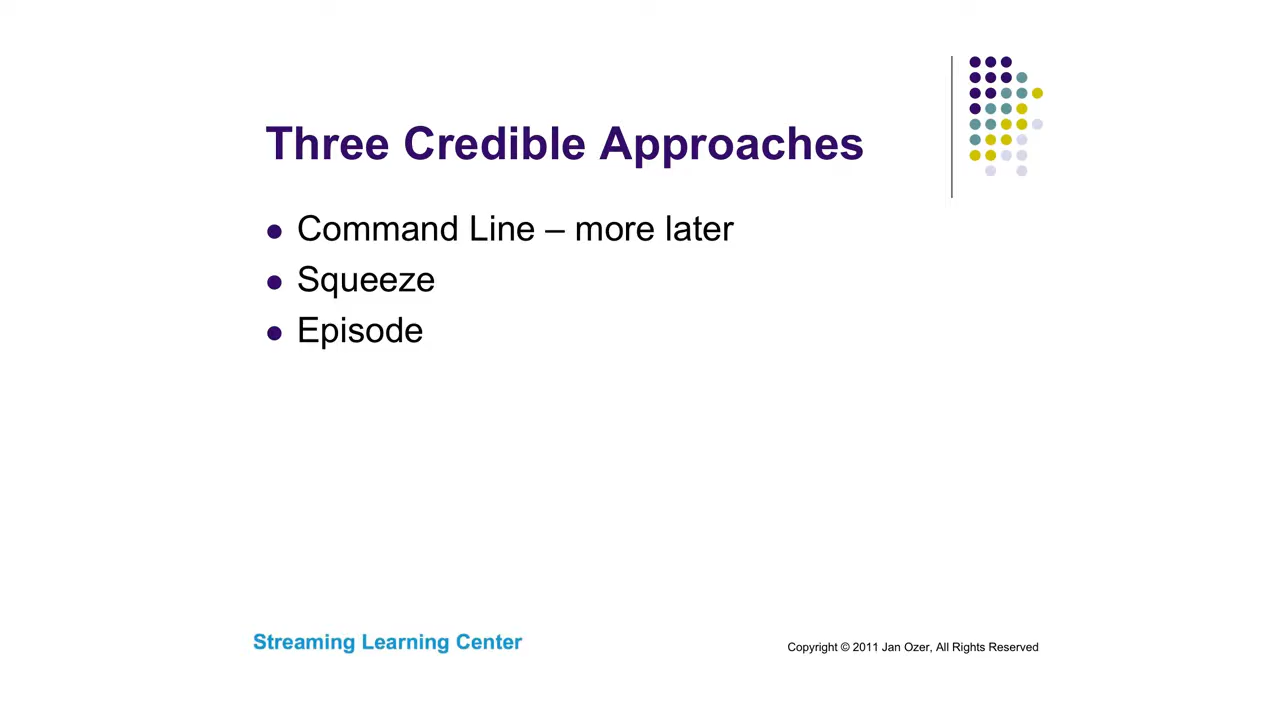 Three Credible Approaches
● Command Line – more later
● Squeeze
● Episode
Streaming Learning Center
Copyright © 2011 Jan Ozer, All Rights Reserved